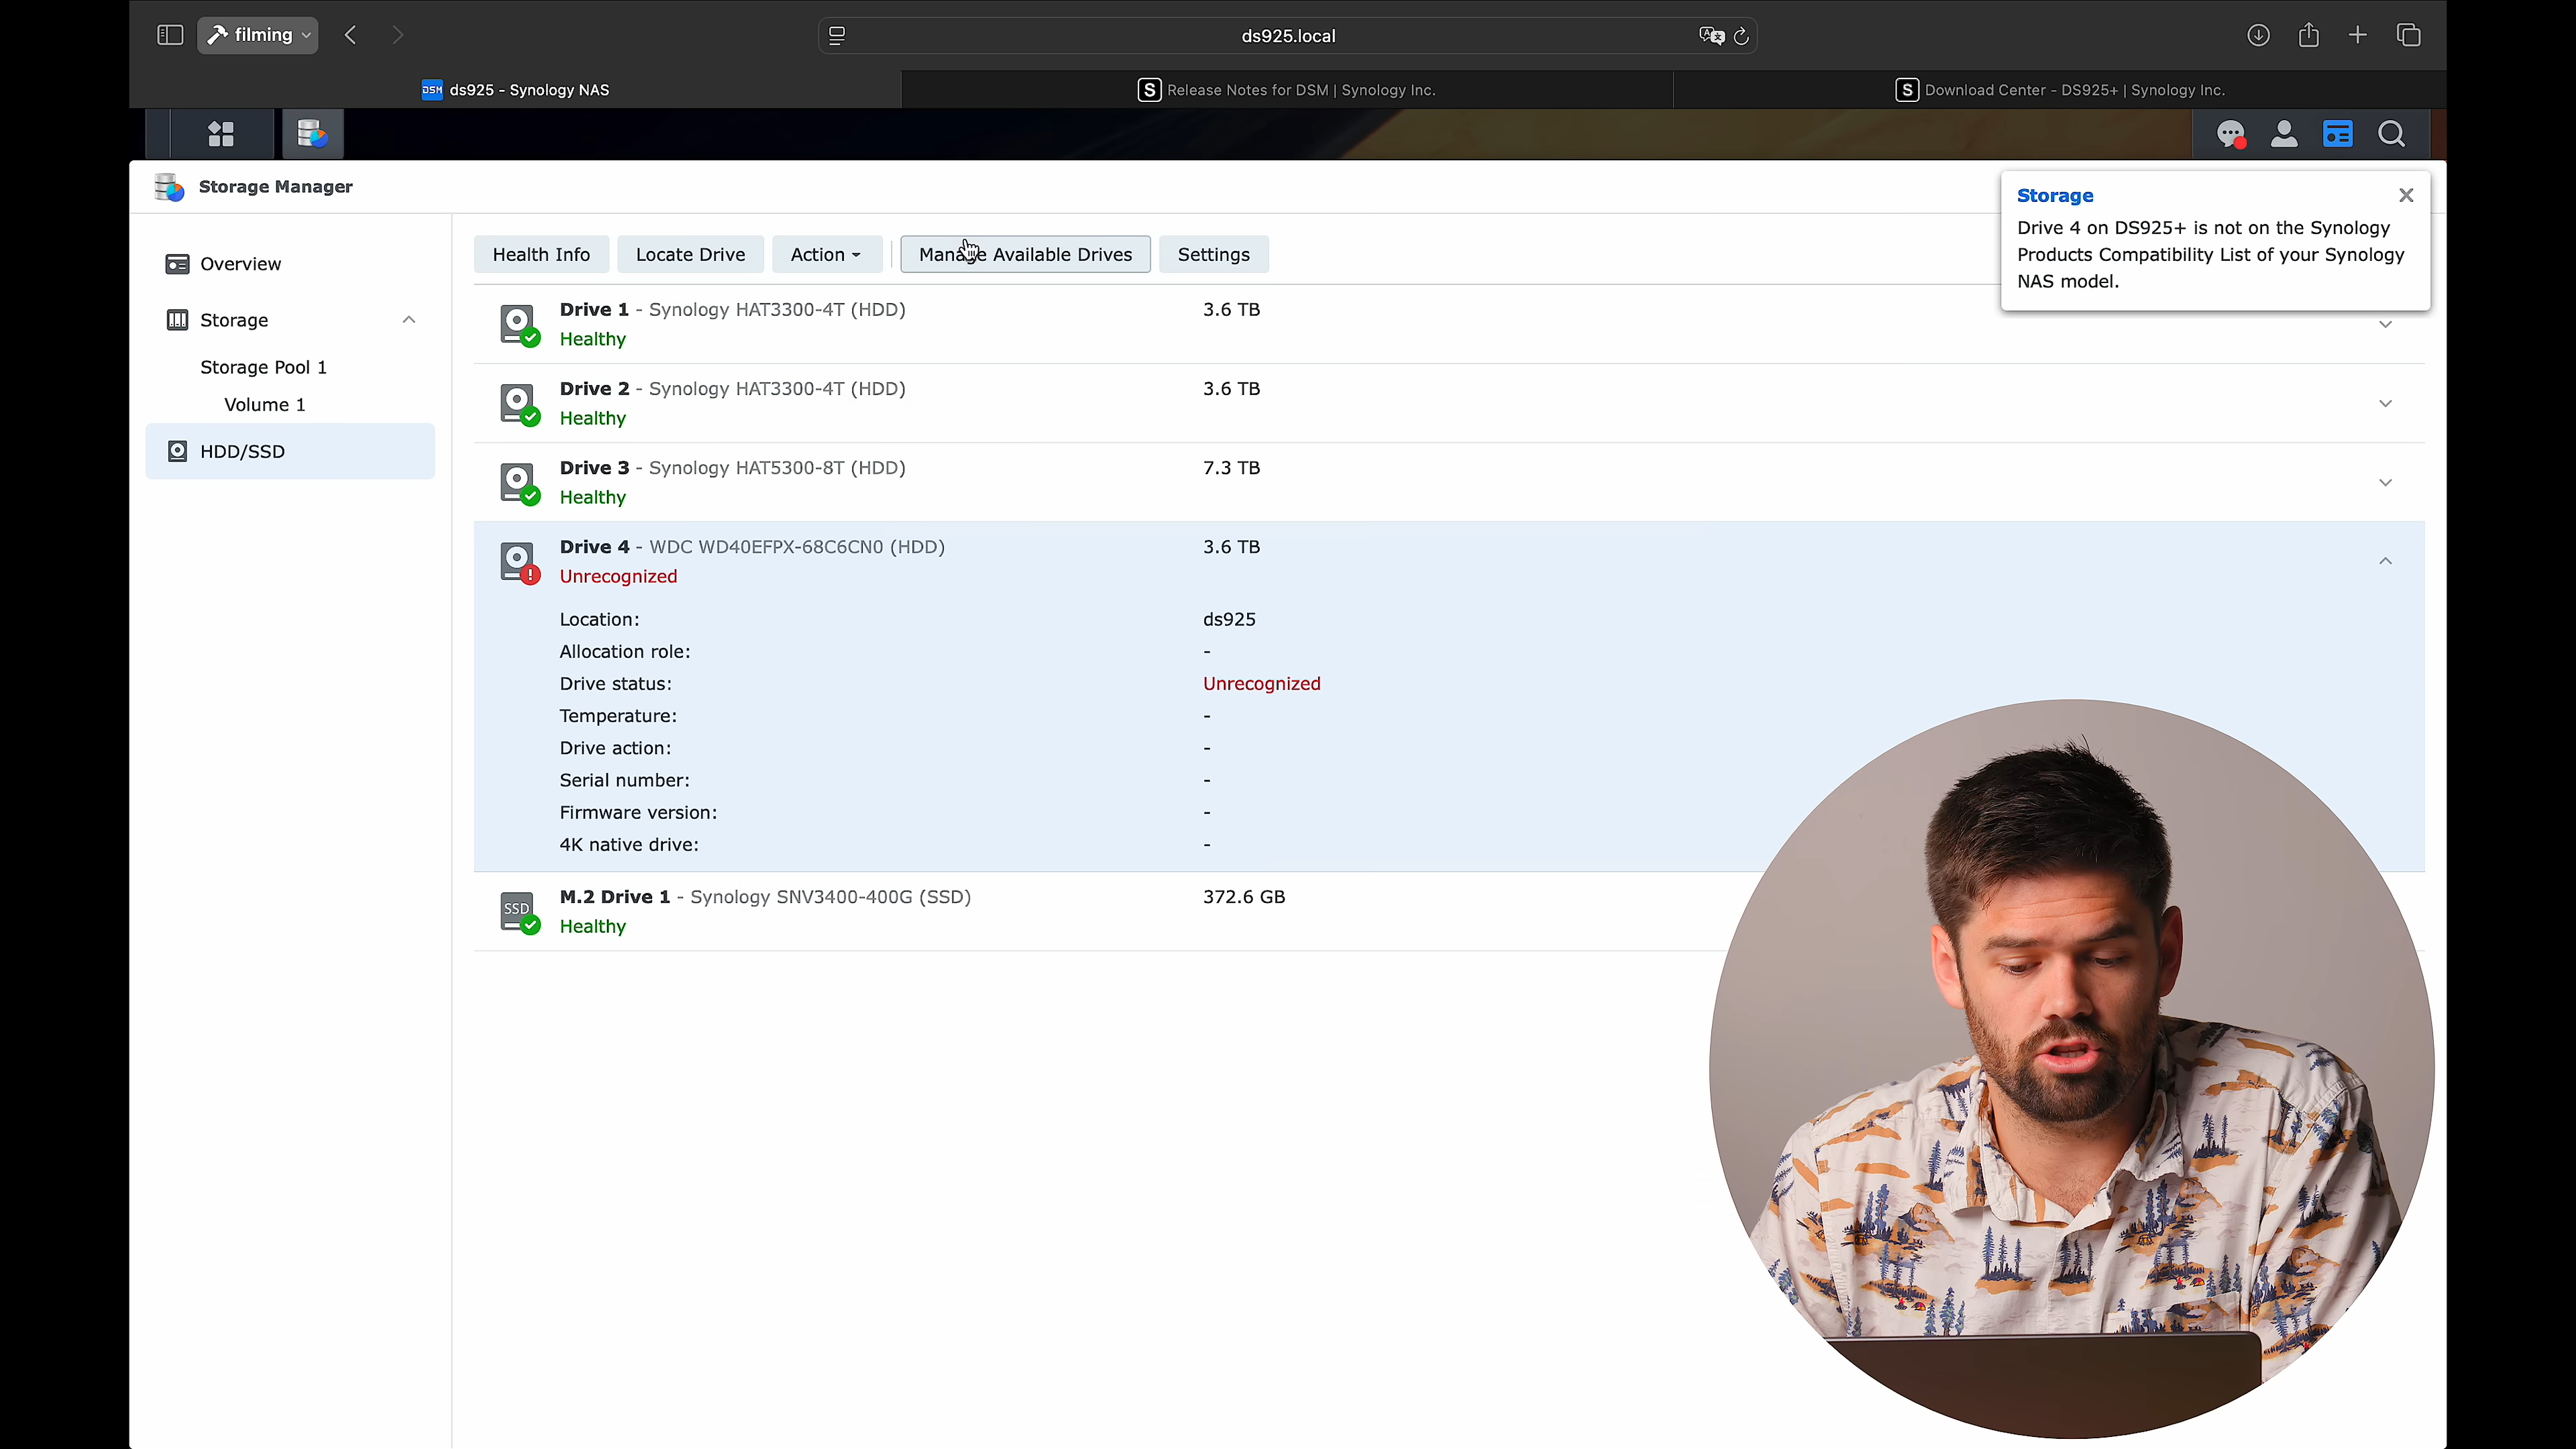 filming
ds925.local
DSM ds925 - Synology NAS
S Release Notes for DSM | Synology Inc.
S Download Center - DS925+ | Synology Inc.
Storage Manager
Storage
Drive 4 on DS925+ is not on the Synology
Products Compatibility List of your Synology
NAS model.
Overview
Storage
Storage Pool 1
Volume 1
HDD/SSD
Health Info Locate Drive Action Manage Available Drives Settings
Drive 1 - Synology HAT3300-4T (HDD) 3.6 TB
Healthy
Drive 2 - Synology HAT3300-4T (HDD) 3.6 TB
Healthy
Drive 3 - Synology HAT5300-8T (HDD) 7.3 TB
Healthy
Drive 4 - WDC WD40EFPX-68C6CN0 (HDD) 3.6 TB
Unrecognized
Location: ds925
Allocation role: -
Drive status: Unrecognized
Temperature: -
Drive action: -
Serial number: -
Firmware version: -
4K native drive: -
SSD M.2 Drive 1 - Synology SNV3400-400G (SSD) 372.6 GB
Healthy